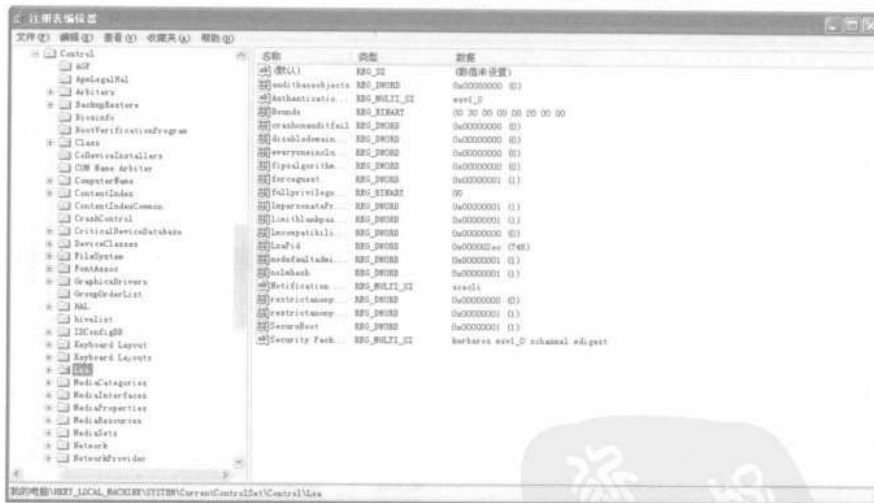 注册表编辑器
文件(F) 编辑(E) 查看(V) 收藏夹(A) 帮助(H)
Control
AGP
AgpLegalHal
Arbiters
BackupRestore
Biosinfo
BootVerificationProgram
Class
CoDeviceInstallers
COM Name Arbiter
ComputerName
ContentIndex
ContentIndexCommon
CrashControl
CriticalDeviceDatabase
DeviceClasses
FileSystem
FontAssoc
GraphicsDrivers
GroupOrderList
HAL
hivelist
IDConfigDB
Keyboard Layout
Keyboard Layouts
Lsa
MediaCategories
MediaInterfaces
MediaProperties
MediaResources
MediaSets
Network
NetworkProvider
名称 类型 数据
(默认) REG_SZ (数值未设置)
auditbaseobjects REG_DWORD 0x00000000 (0)
Authenticatio... REG_MULTI_SZ msv1_0
Bounds REG_BINARY 00 30 00 00 00 20 00 00
crashonauditfail REG_DWORD 0x00000000 (0)
disabledomain... REG_DWORD 0x00000000 (0)
everyoneinclu... REG_DWORD 0x00000000 (0)
fipsalgorithm... REG_DWORD 0x00000000 (0)
forceguest REG_DWORD 0x00000001 (1)
fullprivilege... REG_BINARY 00
ImpersonatePr... REG_DWORD 0x00000001 (1)
limitblankpas... REG_DWORD 0x00000001 (1)
lmcompatibili... REG_DWORD 0x00000000 (0)
LsaPid REG_DWORD 0x000002ec (748)
nodefaultadmi... REG_DWORD 0x00000001 (1)
nolmhash REG_DWORD 0x00000001 (1)
Notification ... REG_MULTI_SZ scecli
restrictanony... REG_DWORD 0x00000000 (0)
restrictanony... REG_DWORD 0x00000001 (1)
SecureBoot REG_DWORD 0x00000001 (1)
Security Pack... REG_MULTI_SZ kerberos msv1_0 schannel wdigest
我的电脑\HKEY_LOCAL_MACHINE\SYSTEM\CurrentControlSet\Control\Lsa